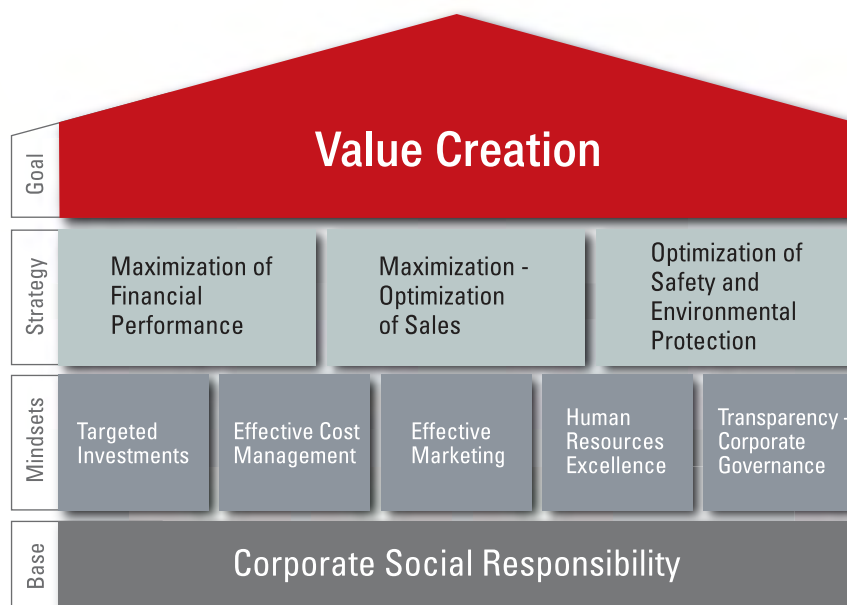 Goal
Value Creation
Strategy
Maximization of
Financial
Performance
Maximization -
Optimization
of Sales
Optimization of
Safety and
Environmental
Protection
Mindsets
Targeted
Investments
Effective Cost
Management
Effective
Marketing
Human
Resources
Excellence
Transparency -
Corporate
Governance
Base
Corporate Social Responsibility